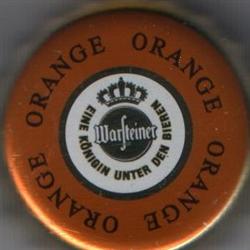 ORANGE ORANGE ORANGE ORANGE
Warsteiner
EINE KÖNIGIN UNTER DEN BIEREN